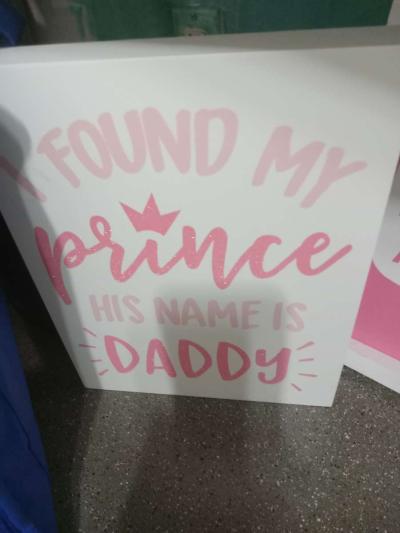 I FOUND MY
prince
HIS NAME IS
DADDY